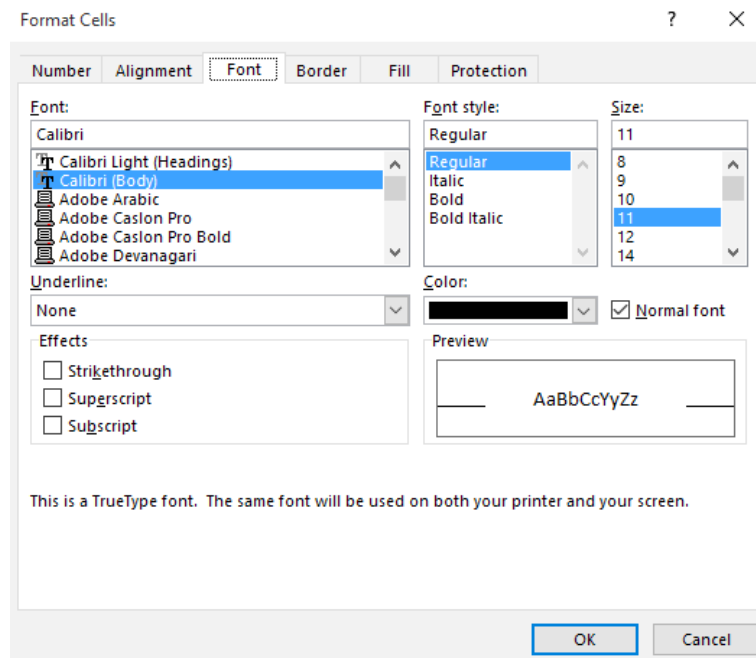 Format Cells ? ×
Number Alignment Font Border Fill Protection
Font: Font style: Size:
Calibri Regular 11
Calibri Light (Headings) Regular 8
Calibri (Body) Italic 9
Adobe Arabic Bold 10
Adobe Caslon Pro Bold Italic 11
Adobe Caslon Pro Bold 12
Adobe Devanagari 14
Underline: Color:
None Normal font
Effects Preview
Strikethrough
Superscript AaBbCcYyZz
Subscript
This is a TrueType font. The same font will be used on both your printer and your screen.
OK Cancel